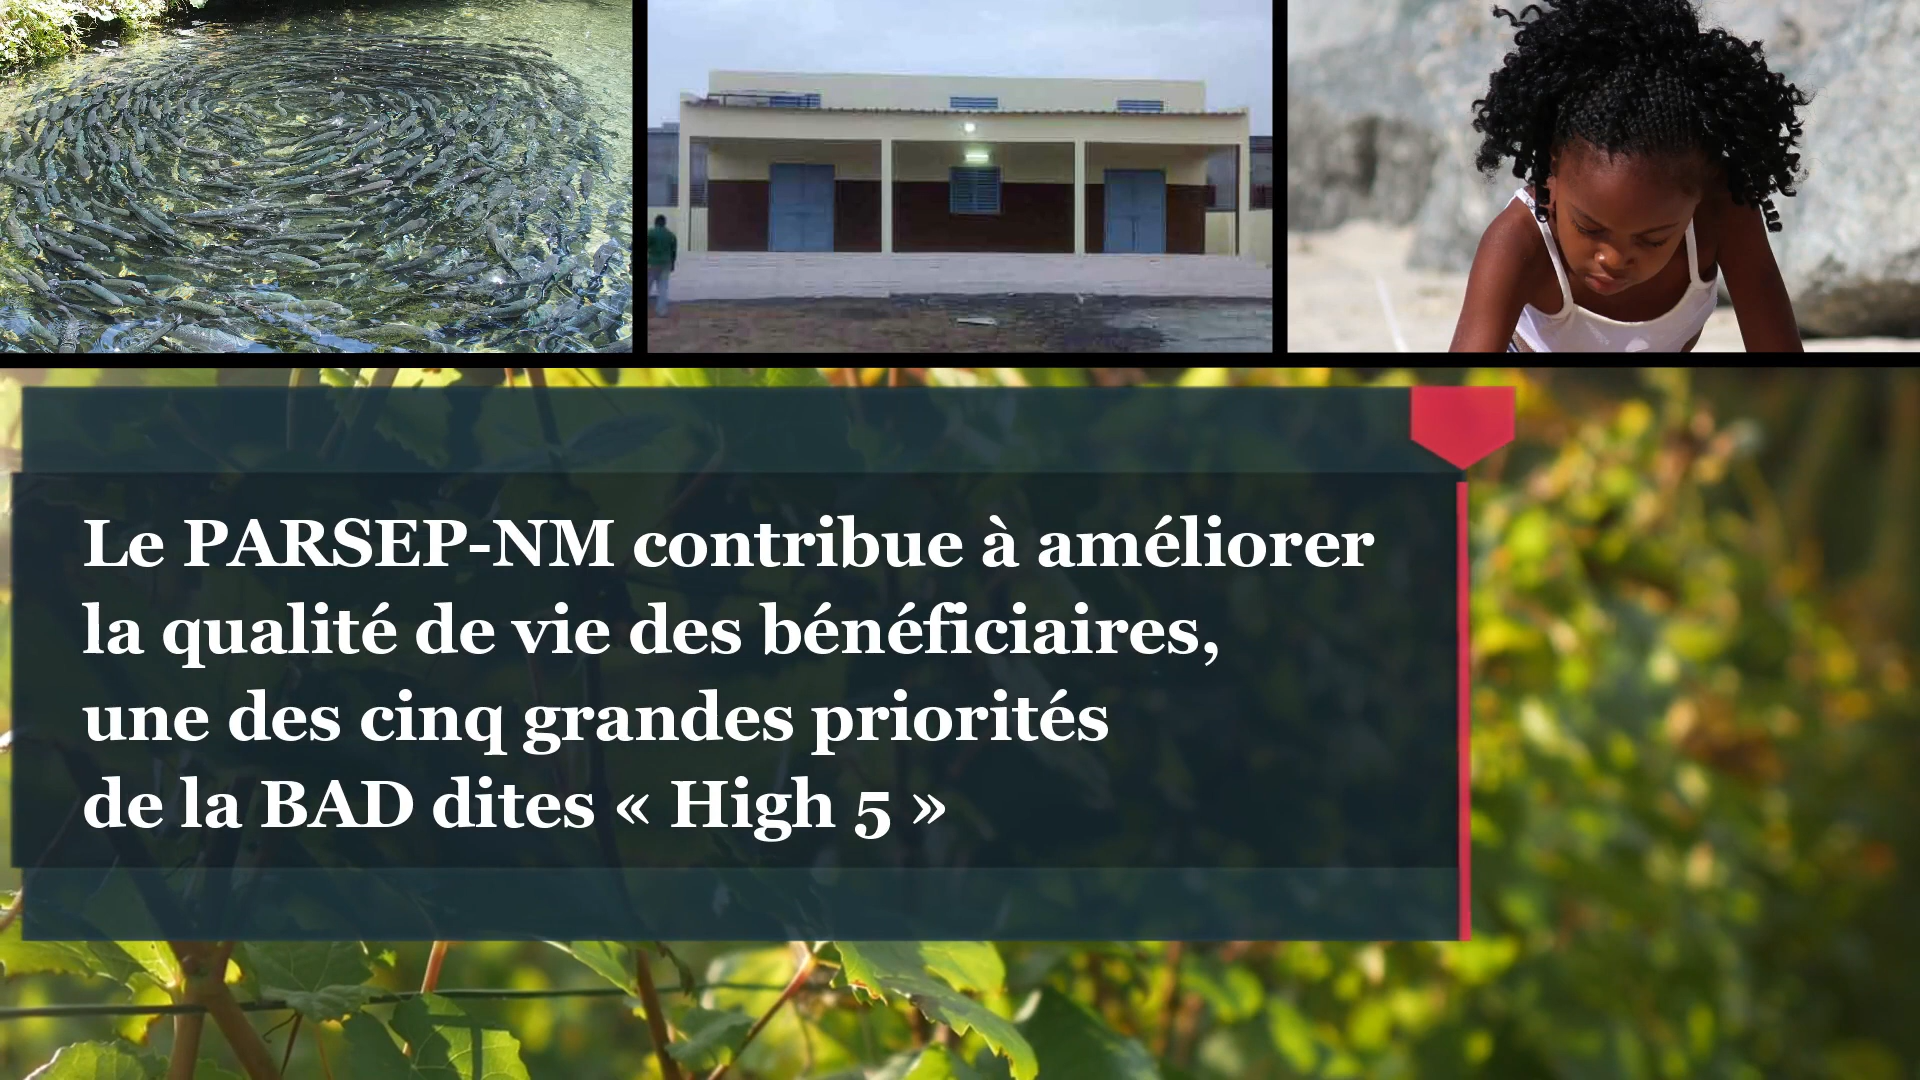 Le PARSEP-NM contribue à améliorer
la qualité de vie des bénéficiaires,
une des cinq grandes priorités
de la BAD dites « High 5 »